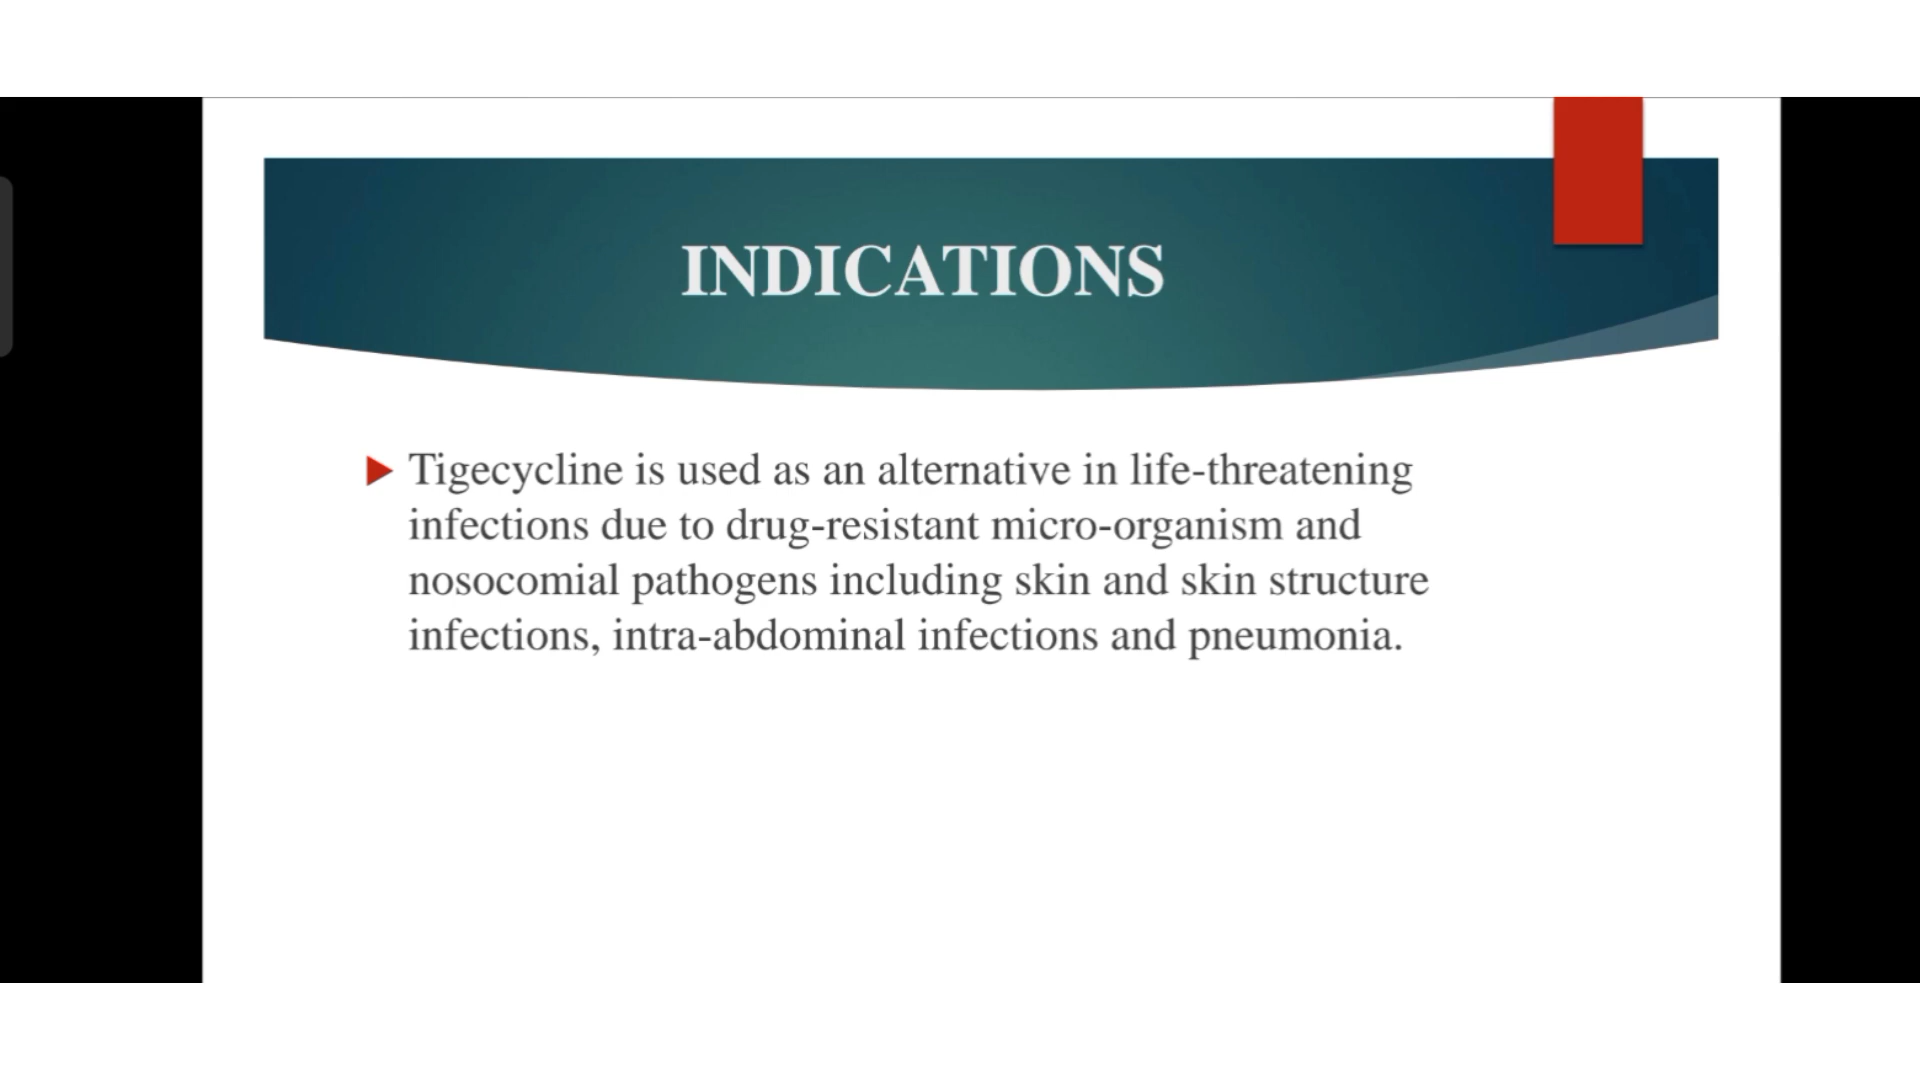 INDICATIONS
Tigecycline is used as an alternative in life-threatening
infections due to drug-resistant micro-organism and
nosocomial pathogens including skin and skin structure
infections, intra-abdominal infections and pneumonia.